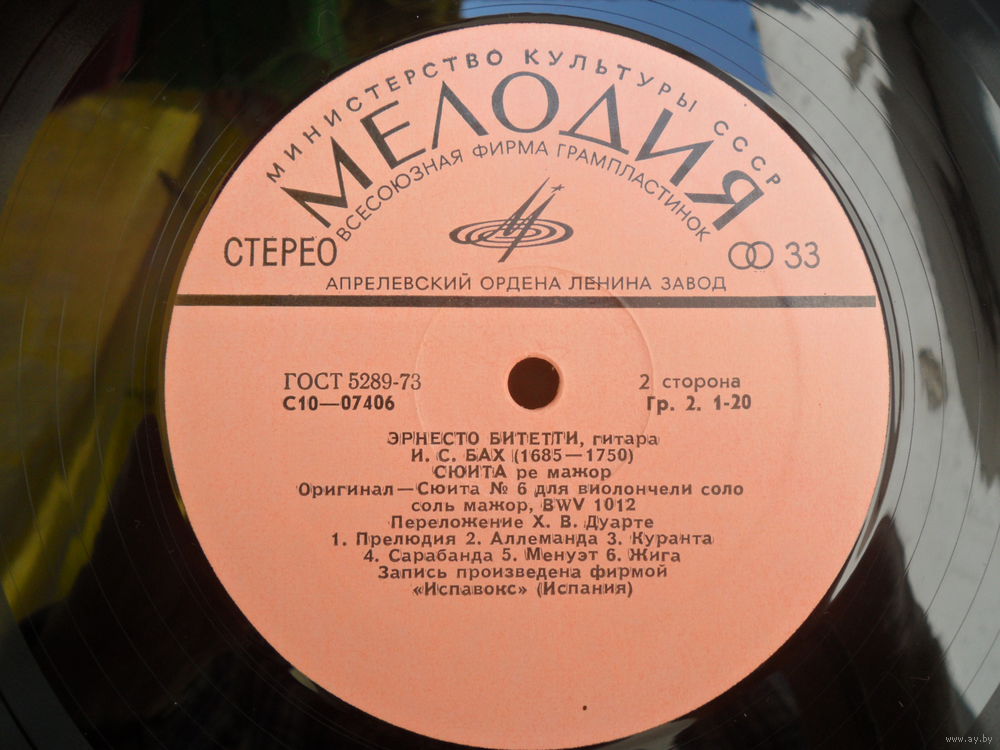 МИНИСТЕРСТВО КУЛЬТУРЫ СССР
МЕЛОДИЯ
ВСЕСОЮЗНАЯ ФИРМА ГРАМПЛАСТИНОК
СТЕРЕО
33
АПРЕЛЕВСКИЙ ОРДЕНА ЛЕНИНА ЗАВОД
ГОСТ 5289-73
2 сторона
С10—07406
Гр. 2. 1-20
ЭРНЕСТО БИТЕТТИ, гитара
И. С. БАХ (1685—1750)
СЮИТА ре мажор
Оригинал—Сюита № 6 для виолончели соло
соль мажор, BWV 1012
Переложение Х. В. Дуарте
1. Прелюдия 2. Аллеманда 3. Куранта
4. Сарабанда 5. Менуэт 6. Жига
Запись произведена фирмой
«Испавокс» (Испания)
www.ay.by